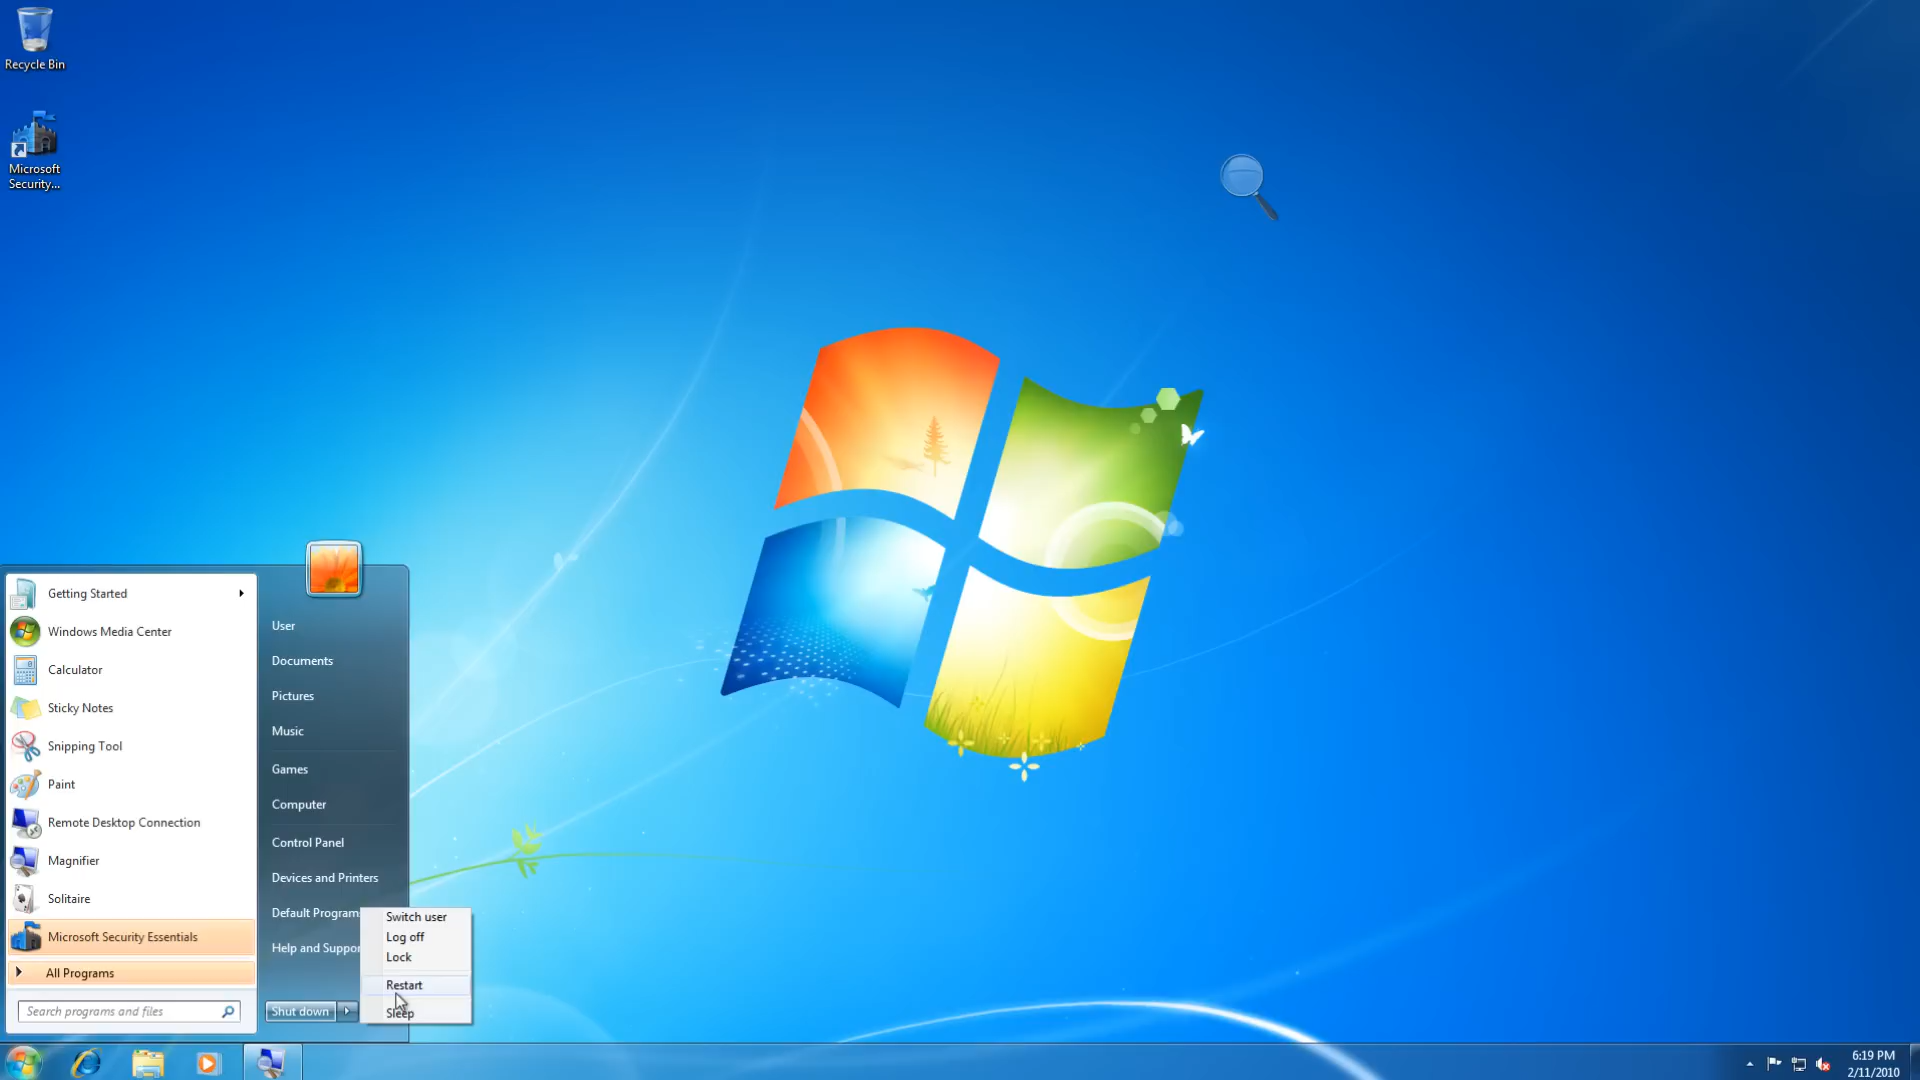 Recycle Bin
Microsoft
Security...
Getting Started
Windows Media Center
Calculator
Sticky Notes
Snipping Tool
Paint
Remote Desktop Connection
Magnifier
Solitaire
Microsoft Security Essentials
All Programs
Search programs and files
User
Documents
Pictures
Music
Games
Computer
Control Panel
Devices and Printers
Default Program
Help and Suppor
Shut down
Switch user
Log off
Lock
Restart
Sleep
6:19 PM
2/11/2010